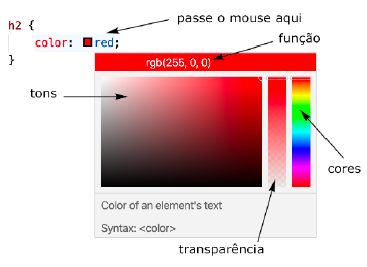 h2 {
passe o mouse aqui
color: red;
função
}
rgb(255, 0, 0)
tons
cores
Color of an element's text
Syntax: <color>
transparência